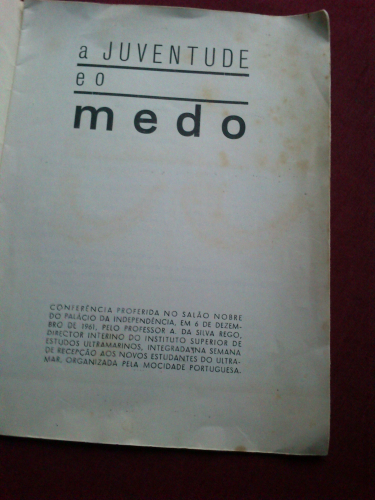 a JUVENTUDE
e o
medo
CONFERÊNCIA PROFERIDA NO SALÃO NOBRE
DO PALÁCIO DA INDEPENDÊNCIA, EM 6 DE DEZEM-
BRO DE 1961, PELO PROFESSOR A. DA SILVA REGO,
DIRECTOR INTERINO DO INSTITUTO SUPERIOR DE
ESTUDOS ULTRAMARINOS, INTEGRADA NA SEMANA
DE RECEPÇÃO AOS NOVOS ESTUDANTES DO ULTRA-
MAR, ORGANIZADA PELA MOCIDADE PORTUGUESA.